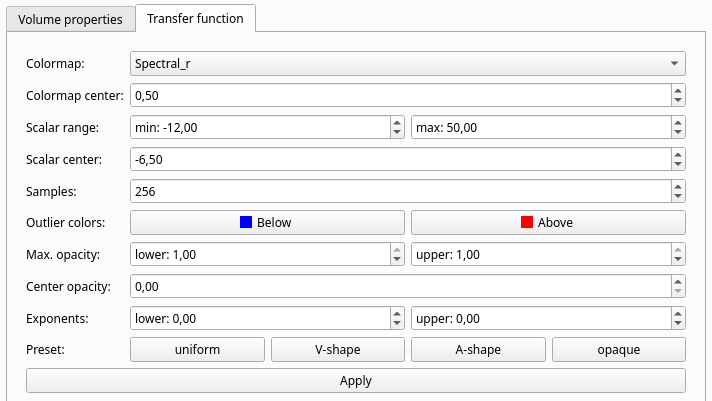 Volume properties Transfer function
Colormap: Spectral_r
Colormap center: 0,50
Scalar range: min: -12,00 max: 50,00
Scalar center: -6,50
Samples: 256
Outlier colors: Below Above
Max. opacity: lower: 1,00 upper: 1,00
Center opacity: 0,00
Exponents: lower: 0,00 upper: 0,00
Preset: uniform V-shape A-shape opaque
Apply